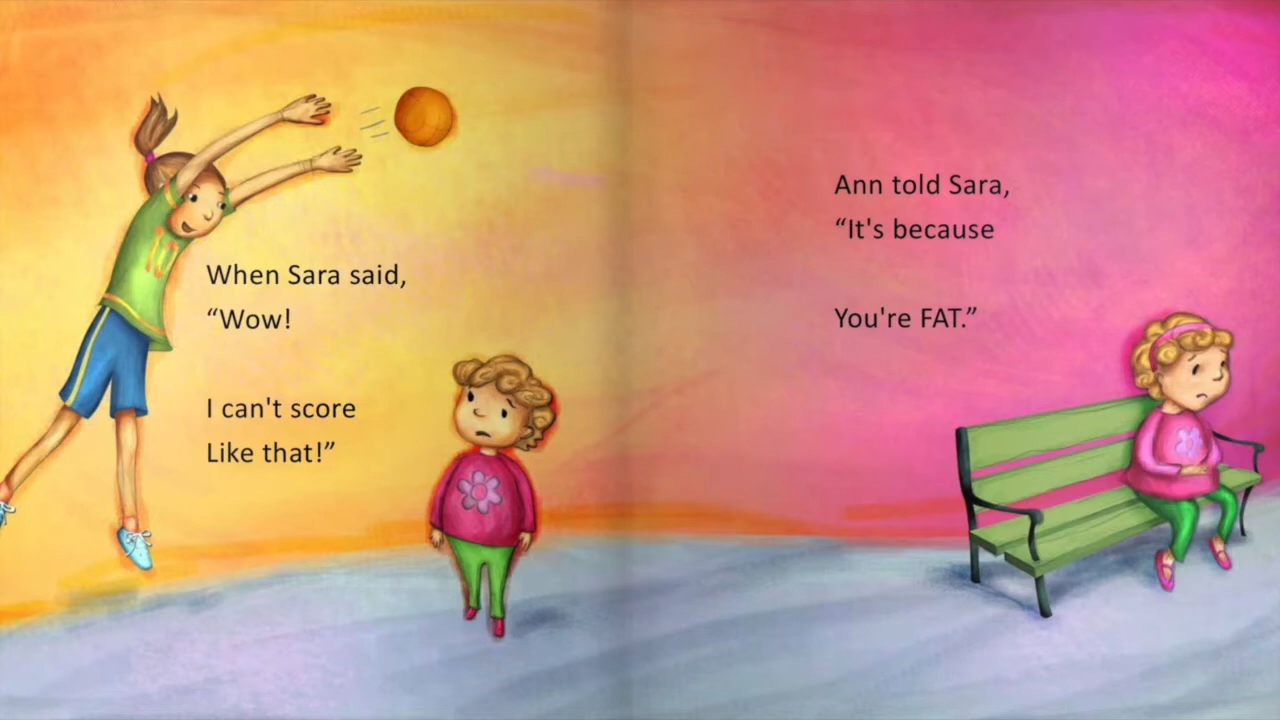 When Sara said,
“Wow!
I can't score
Like that!”
Ann told Sara,
“It's because
You're FAT.”